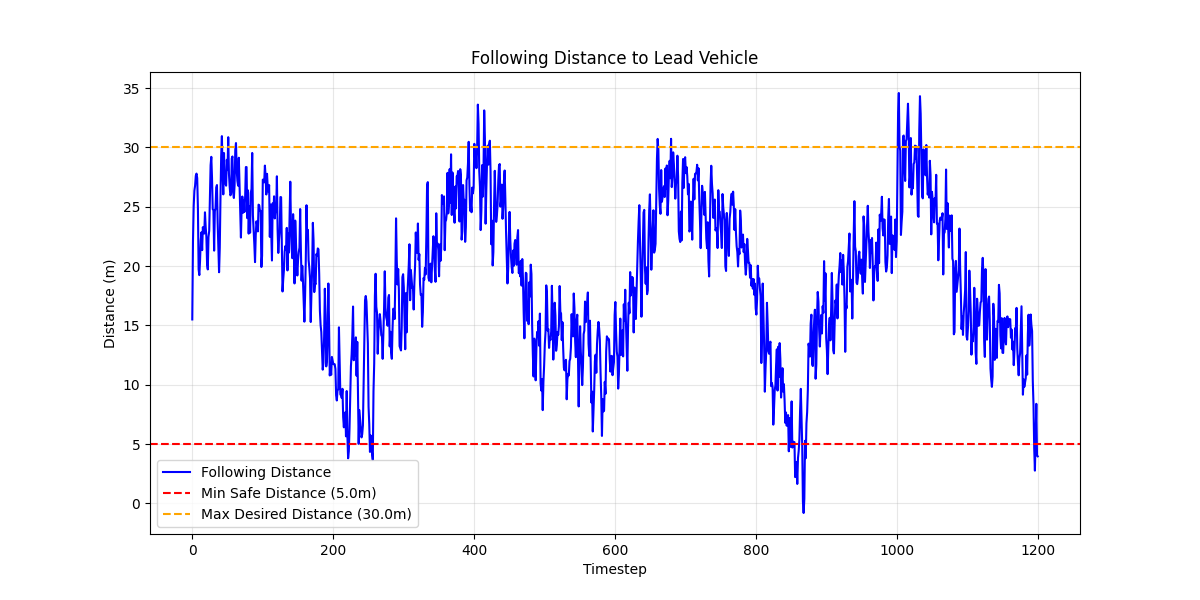 Following Distance to Lead Vehicle
Distance (m)
35
30
25
20
15
10
5
0
Following Distance
Min Safe Distance (5.0m)
Max Desired Distance (30.0m)
0 200 400 600 800 1000 1200
Timestep